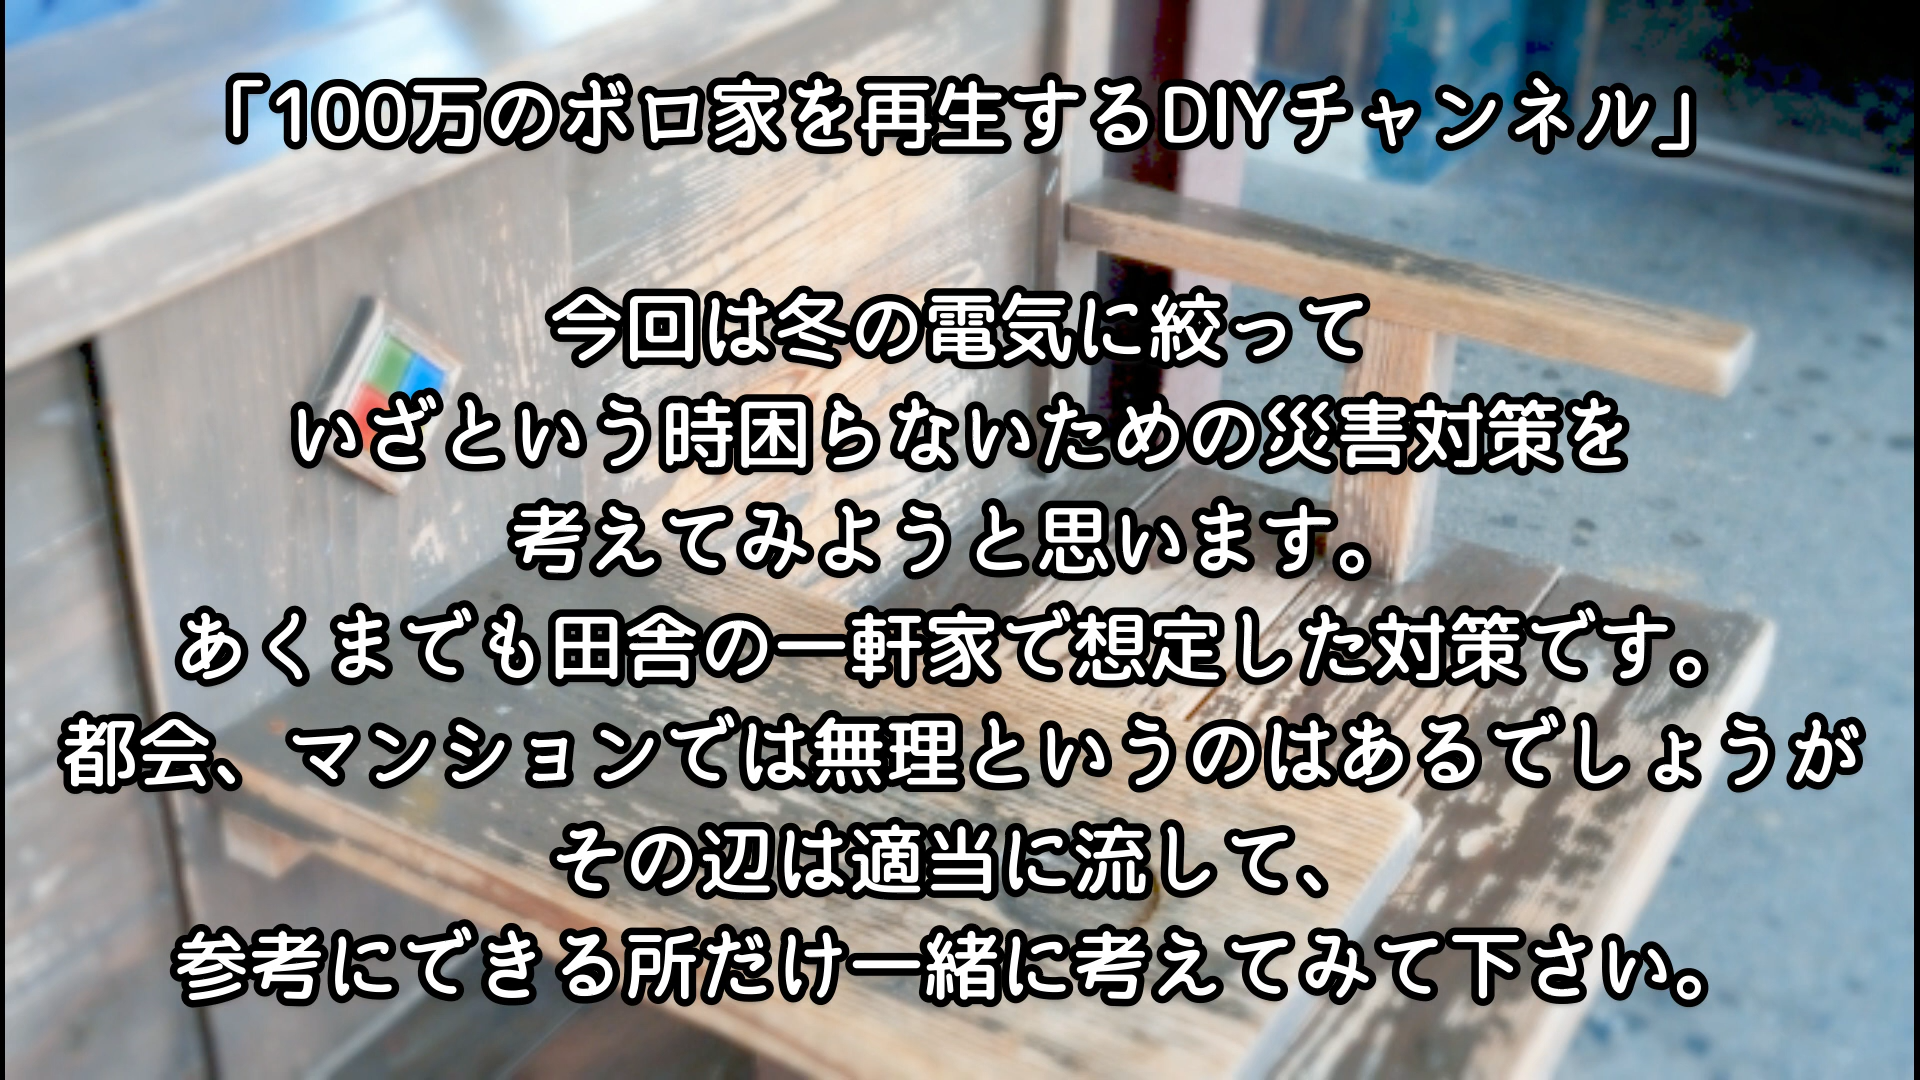 「100万のボロ家を再生するDIYチャンネル」
今回は冬の電気に絞って
いざという時困らないための災害対策を
考えてみようと思います。
あくまでも田舎の一軒家で想定した対策です。
都会、マンションでは無理というのはあるでしょうが
その辺は適当に流して、
参考にできる所だけ一緒に考えてみて下さい。